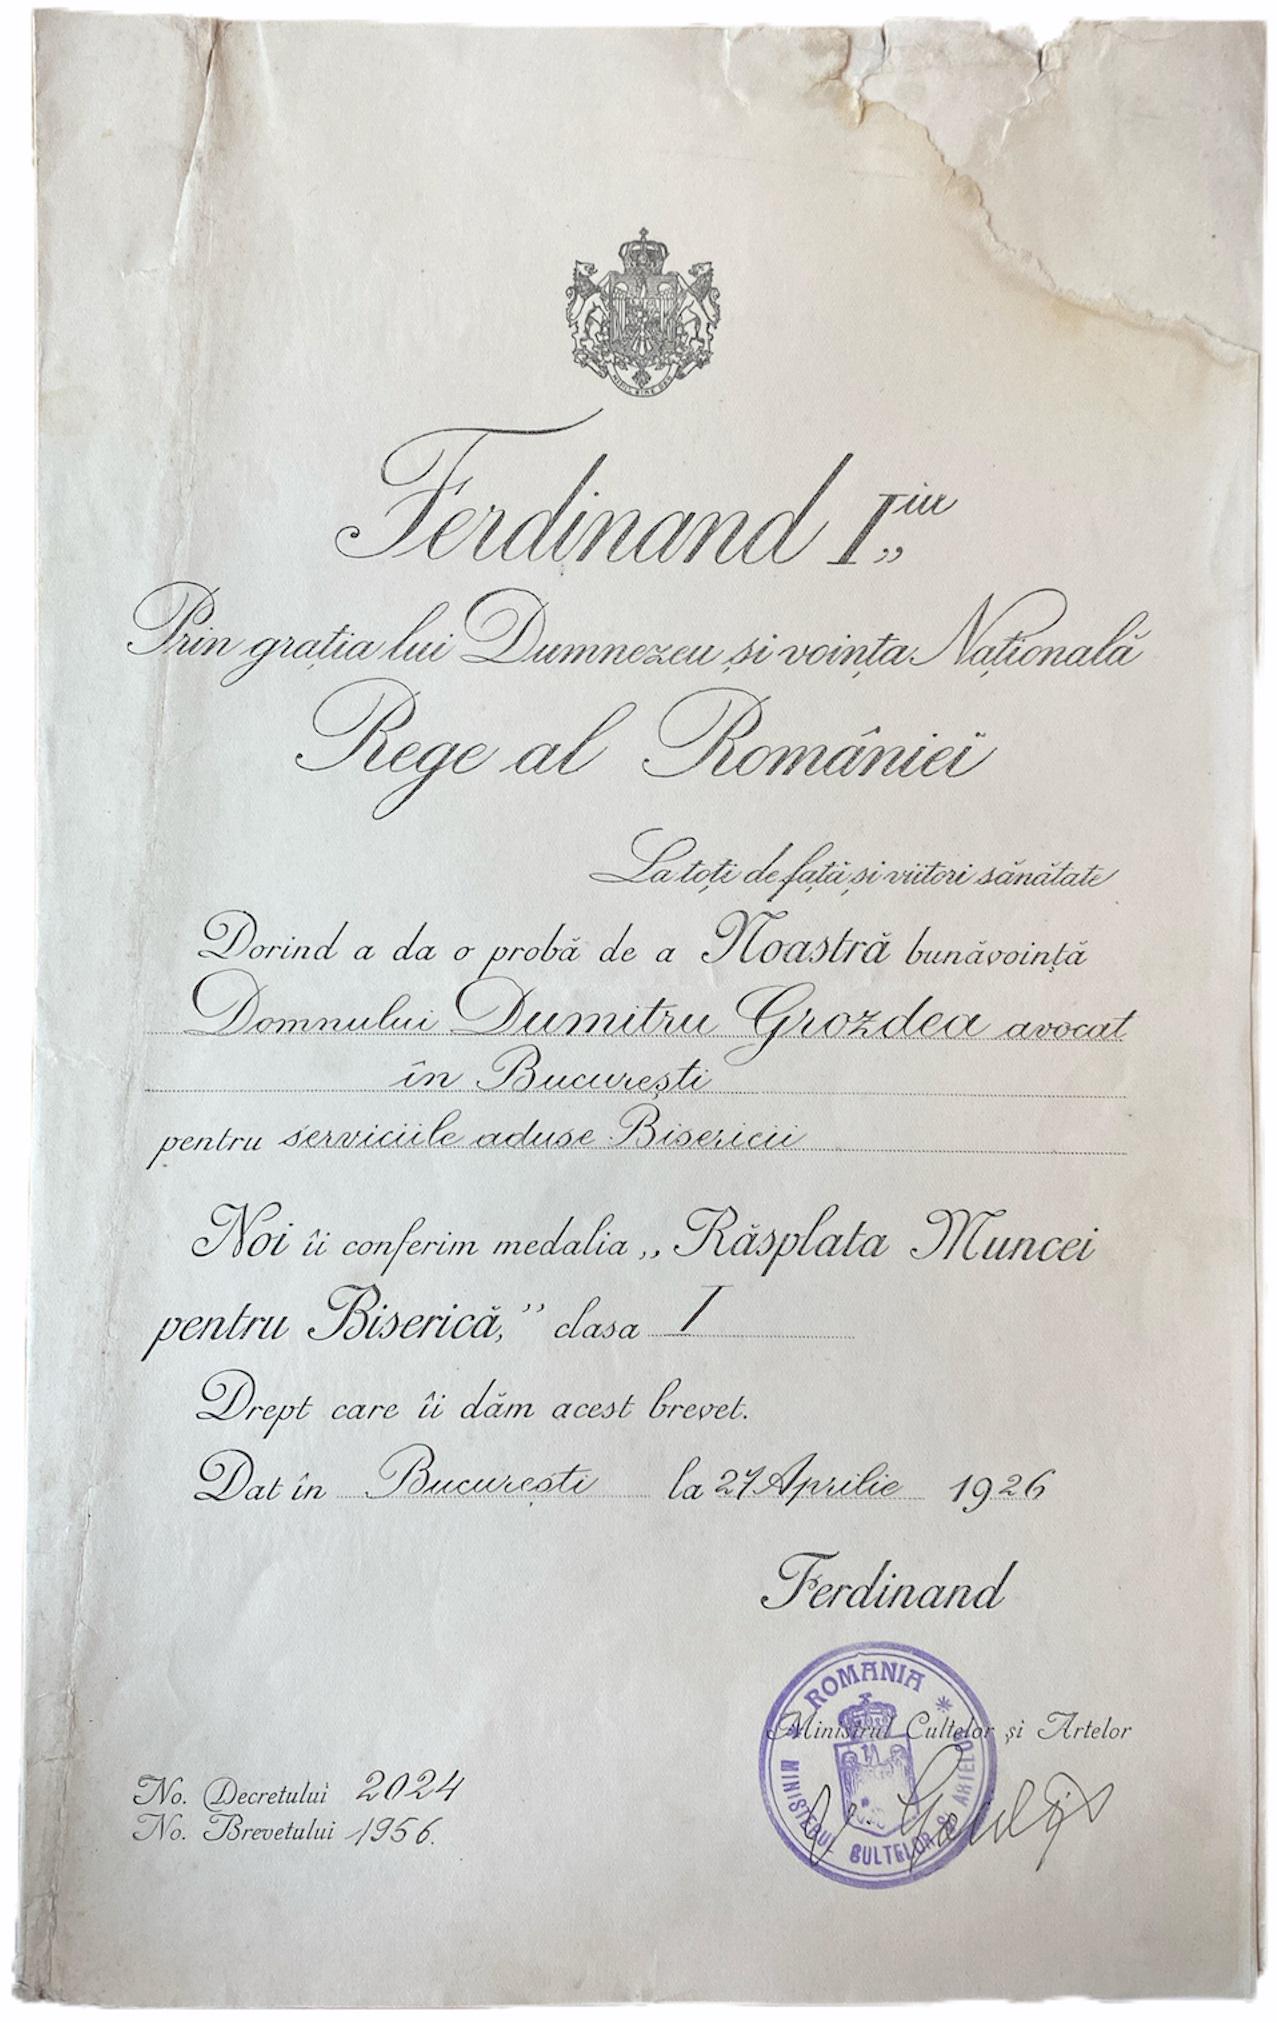 NIHIL SINE DEO
Ferdinand I„iu
Prin grația lui Dumnezeu și voința Națională
Rege al României
La toți de față și viitori sănătate
Dorind a da o probă de a Noastră bunăvoință
Domnului Dumitru Grozdea avocat
în București
pentru serviciile aduse Bisericii
Noi îi conferim medalia „Răsplata Muncei
pentru Biserică,” clasa I
Drept care îi dăm acest brevet.
Dat în București la 27 Aprilie 1926
Ferdinand
ROMANIA
Ministrul Cultelor și Artelor
MINISTERUL CULTELOR ȘI ARTELOR
No. Decretului 2024
No. Brevetului 1956.